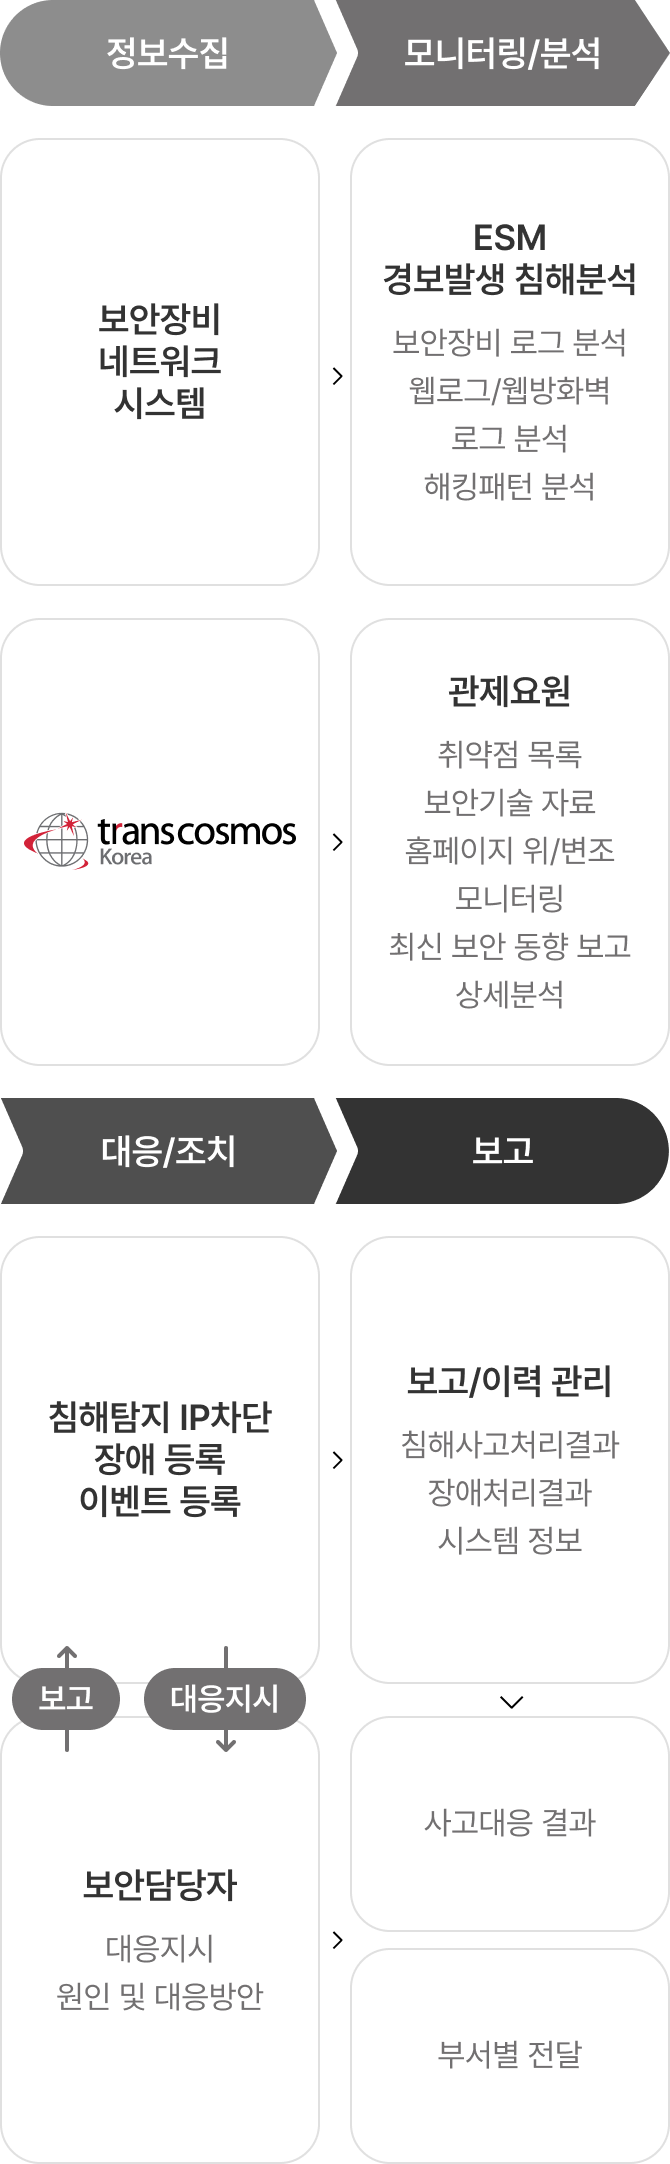 정보수집
모니터링/분석
보안장비
네트워크
시스템
ESM
경보발생 침해분석
보안장비 로그 분석
웹로그/웹방화벽
로그 분석
해킹패턴 분석
transcosmos
Korea
관제요원
취약점 목록
보안기술 자료
홈페이지 위/변조
모니터링
최신 보안 동향 보고
상세분석
대응/조치
보고
침해탐지 IP차단
장애 등록
이벤트 등록
보고/이력 관리
침해사고처리결과
장애처리결과
시스템 정보
보고
대응지시
보안담당자
대응지시
원인 및 대응방안
사고대응 결과
부서별 전달